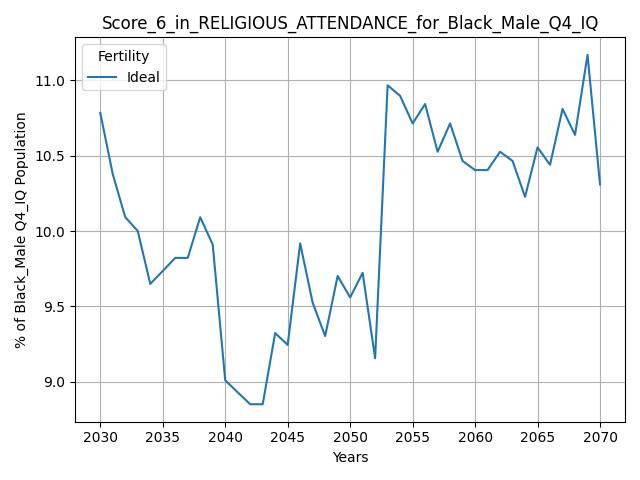 Score_6_in_RELIGIOUS_ATTENDANCE_for_Black_Male_Q4_IQ
Fertility
Ideal
% of Black_Male Q4_IQ Population
11.0
10.5
10.0
9.5
9.0
2030 2035 2040 2045 2050 2055 2060 2065 2070
Years